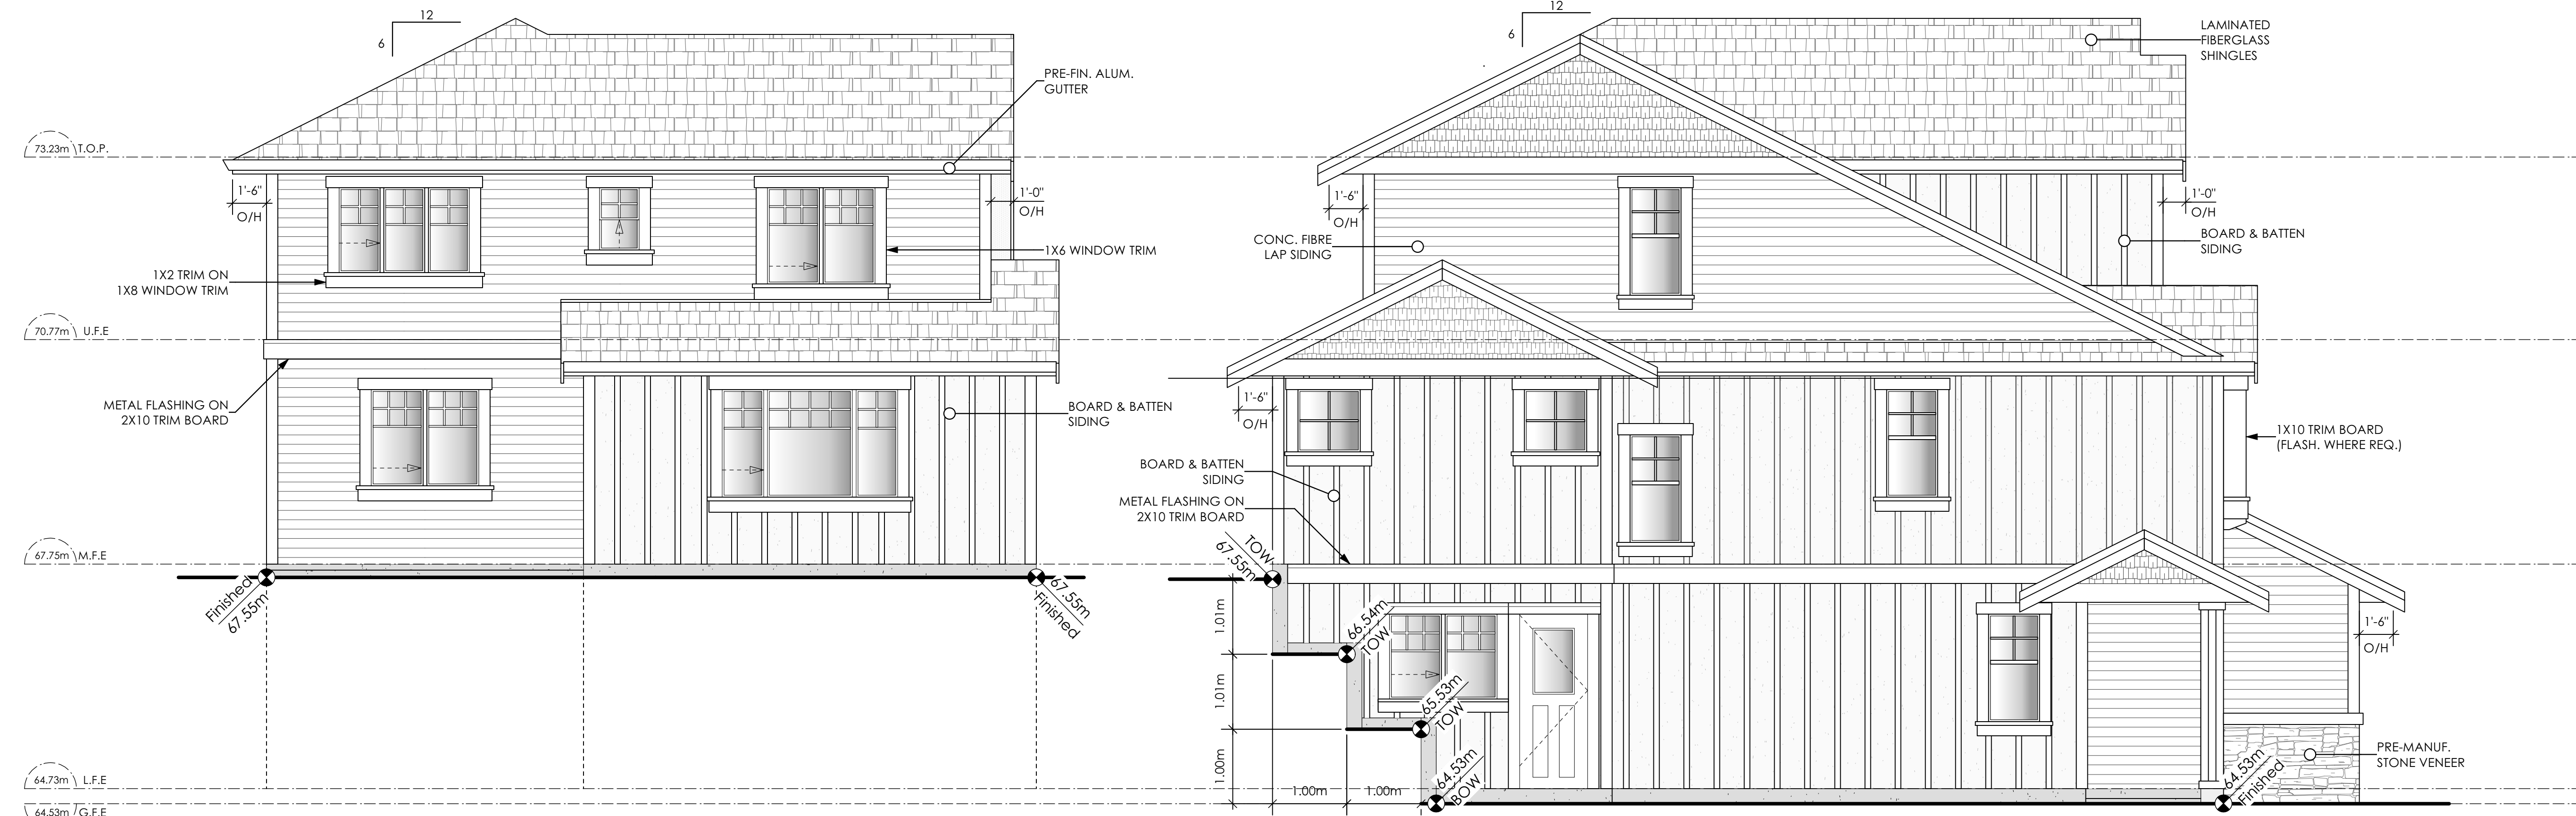 12
6
PRE-FIN. ALUM.
GUTTER
73.23m T.O.P.
1'-6"
O/H
1'-0"
O/H
1X6 WINDOW TRIM
1X2 TRIM ON
1X8 WINDOW TRIM
70.77m U.F.E
METAL FLASHING ON
2X10 TRIM BOARD
BOARD & BATTEN
SIDING
67.75m M.F.E
Finished
67.55m
67.55m
Finished
64.73m L.F.E
64.53m G.F.E
12
6
LAMINATED
FIBERGLASS
SHINGLES
1'-6"
O/H
1'-0"
O/H
CONC. FIBRE
LAP SIDING
BOARD & BATTEN
SIDING
1'-6"
O/H
1X10 TRIM BOARD
(FLASH. WHERE REQ.)
BOARD & BATTEN
SIDING
METAL FLASHING ON
2X10 TRIM BOARD
TOW
67.55m
1.01m
66.54m
TOW
1'-6"
O/H
1.01m
65.53m
TOW
1.00m
1.00m
1.00m
64.53m
BOW
PRE-MANUF.
STONE VENEER
64.53m
Finished